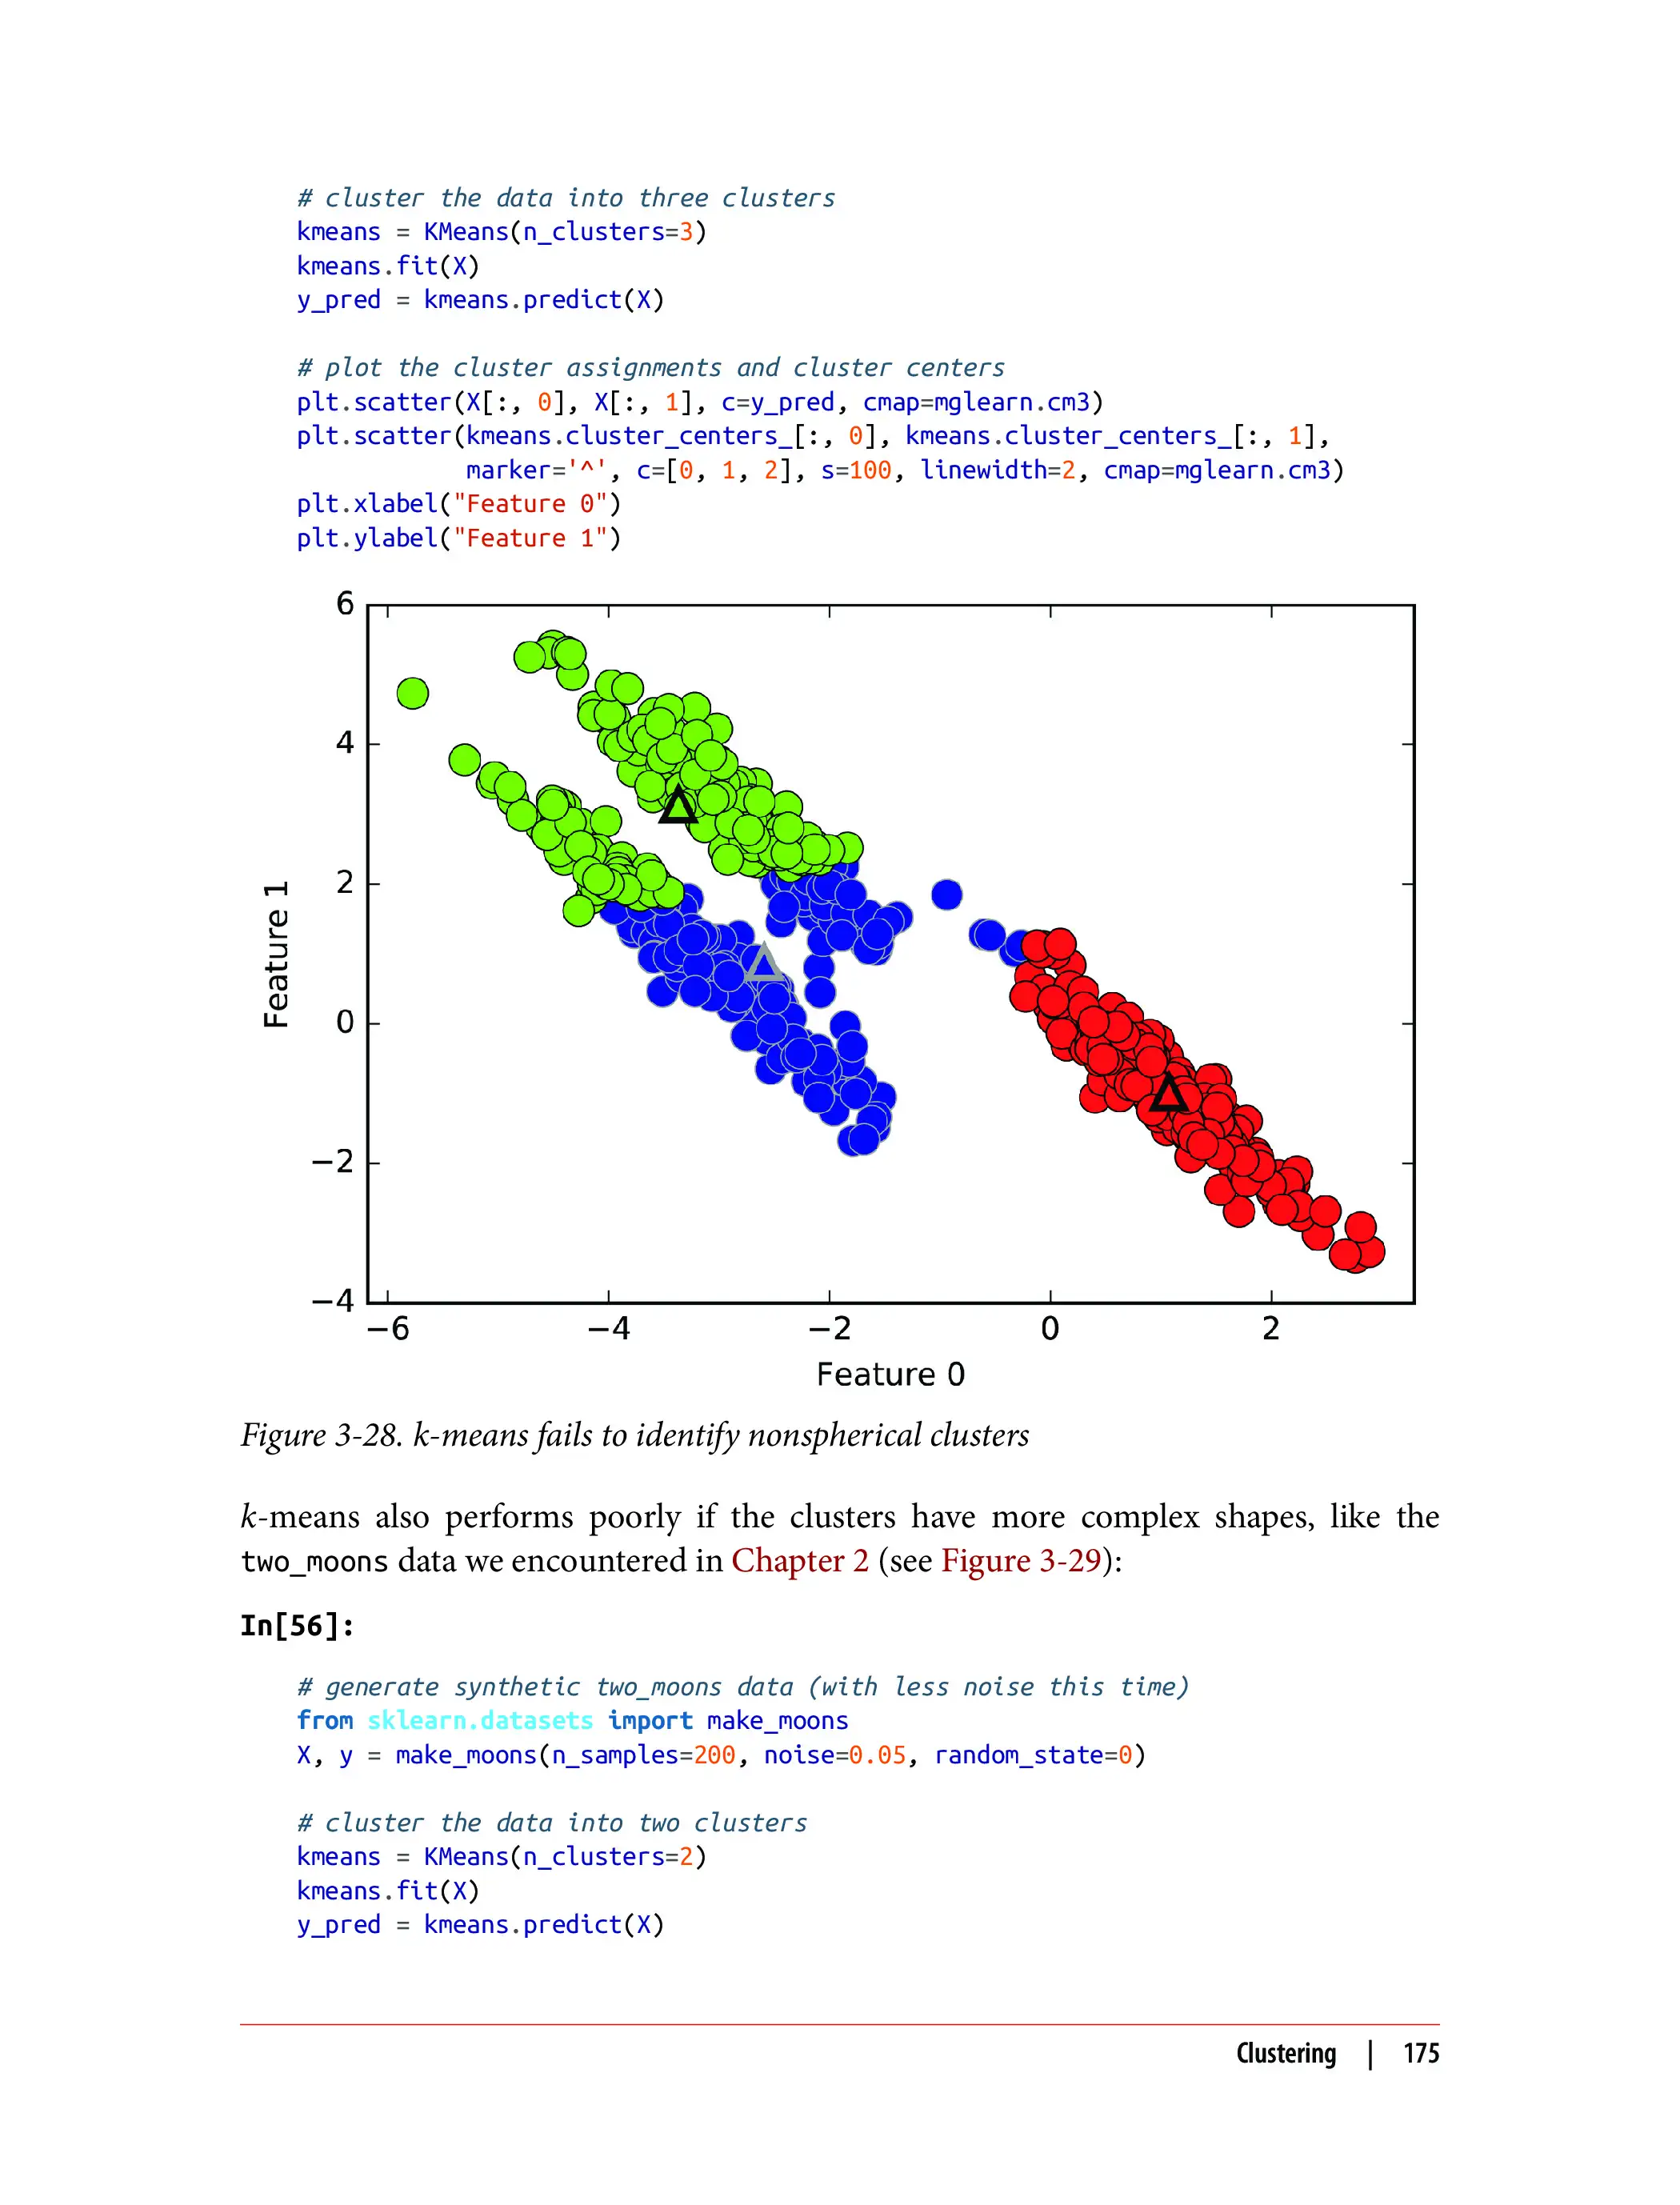 # cluster the data into three clusters
kmeans = KMeans(n_clusters=3)
kmeans.fit(X)
y_pred = kmeans.predict(X)
# plot the cluster assignments and cluster centers
plt.scatter(X[:, 0], X[:, 1], c=y_pred, cmap=mglearn.cm3)
plt.scatter(kmeans.cluster_centers_[:, 0], kmeans.cluster_centers_[:, 1],
marker='^', c=[0, 1, 2], s=100, linewidth=2, cmap=mglearn.cm3)
plt.xlabel("Feature 0")
plt.ylabel("Feature 1")
6
4
2
0
−2
−4
Feature 1
−6 −4 −2 0 2
Feature 0
Figure 3-28. k-means fails to identify nonspherical clusters
k-means also performs poorly if the clusters have more complex shapes, like the
two_moons data we encountered in Chapter 2 (see Figure 3-29):
In[56]:
# generate synthetic two_moons data (with less noise this time)
from sklearn.datasets import make_moons
X, y = make_moons(n_samples=200, noise=0.05, random_state=0)
# cluster the data into two clusters
kmeans = KMeans(n_clusters=2)
kmeans.fit(X)
y_pred = kmeans.predict(X)
Clustering | 175